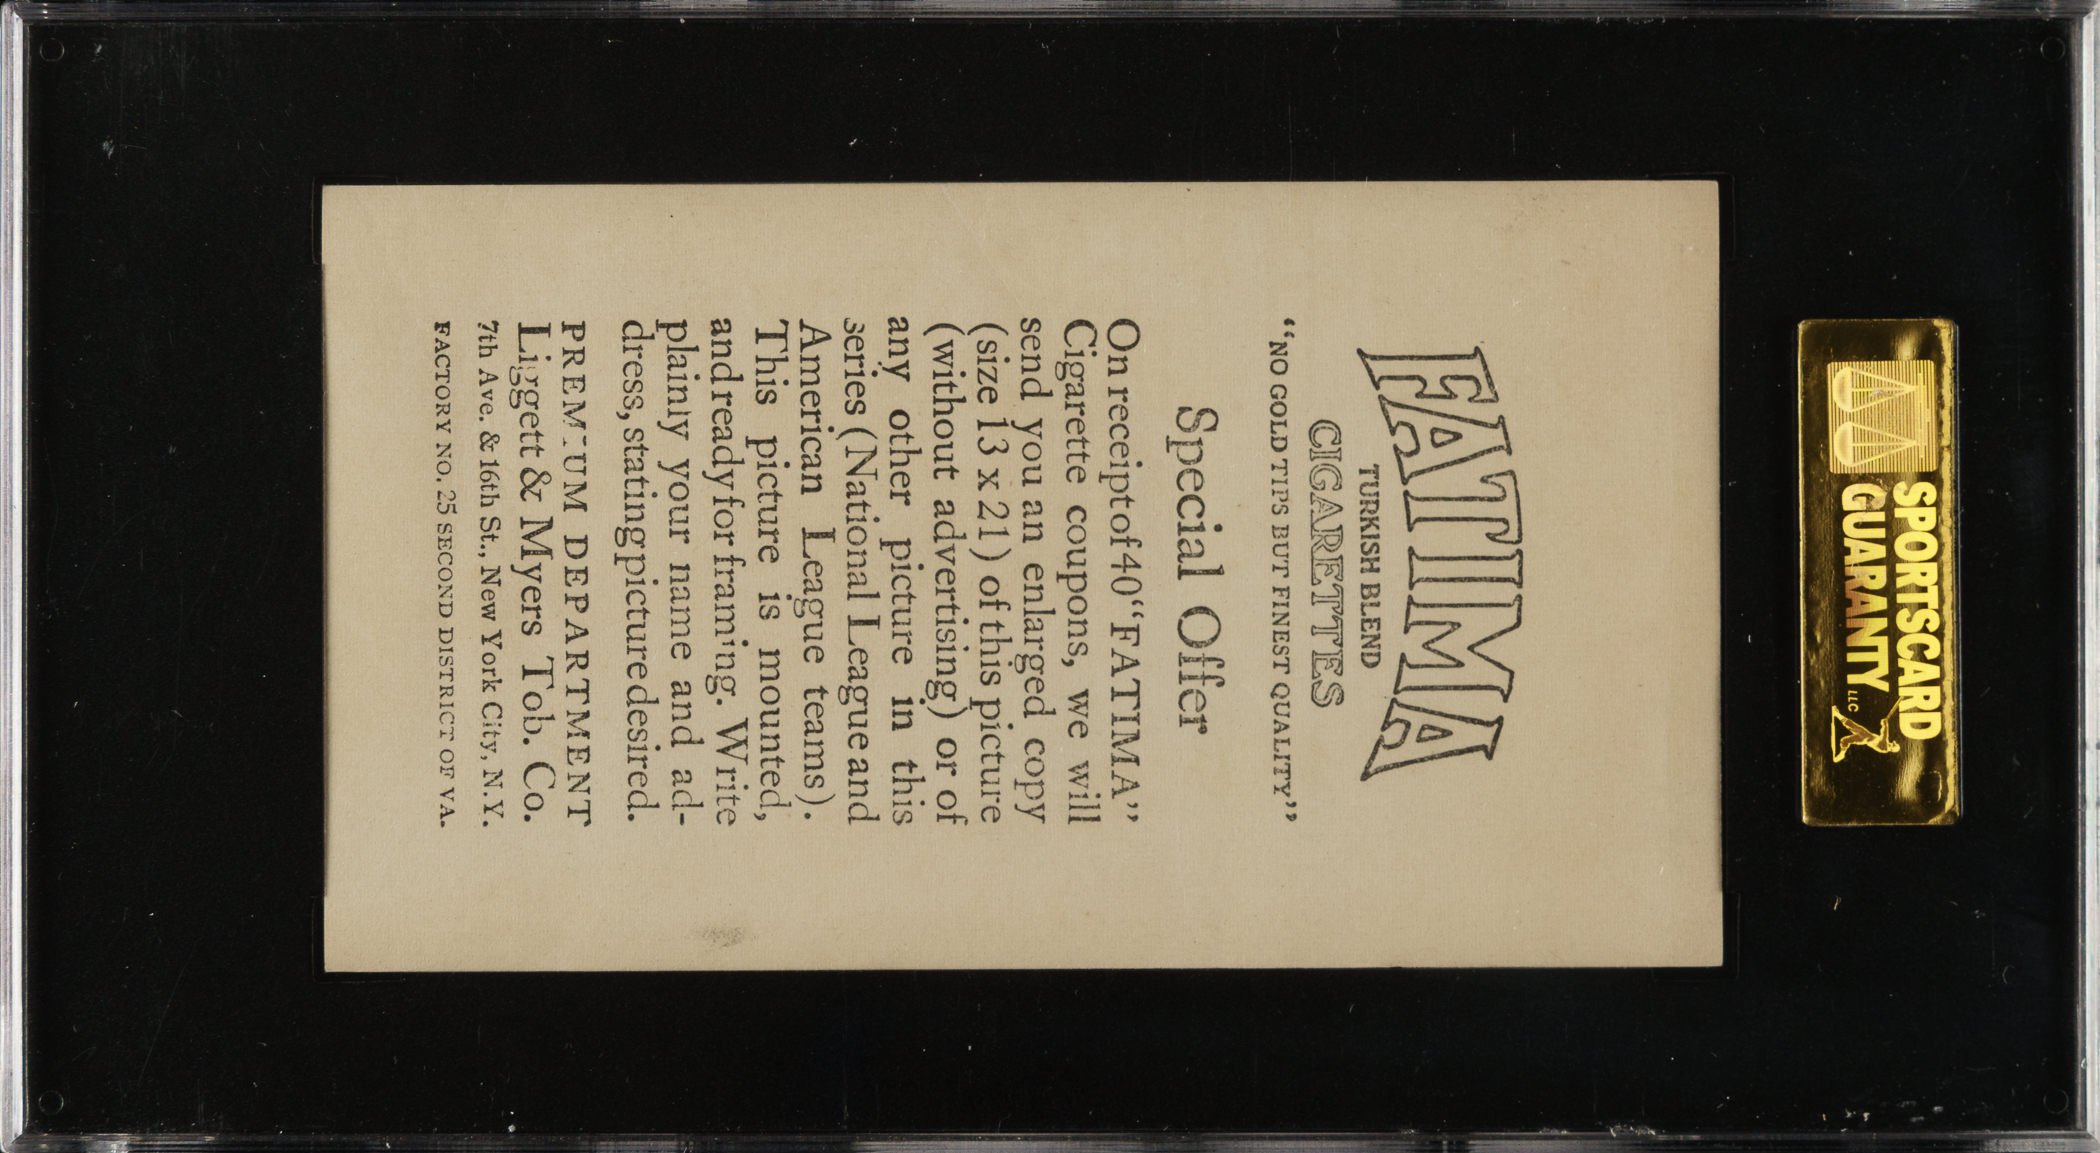 FATIMA
TURKISH BLEND
CIGARETTES
“NO GOLD TIPS BUT FINEST QUALITY”
Special Offer
On receipt of 40 “FATIMA”
Cigarette coupons, we will
send you an enlarged copy
(size 13 x 21) of this picture
(without advertising) or of
any other picture in this
series (National League and
American League teams).
This picture is mounted,
and ready for framing. Write
plainly your name and ad-
dress, stating picture desired.
PREMIUM DEPARTMENT
Liggett & Myers Tob. Co.
7th Ave. & 16th St., New York City, N.Y.
FACTORY NO. 25 SECOND DISTRICT OF VA.
SPORTSCARD
GUARANTY LLC